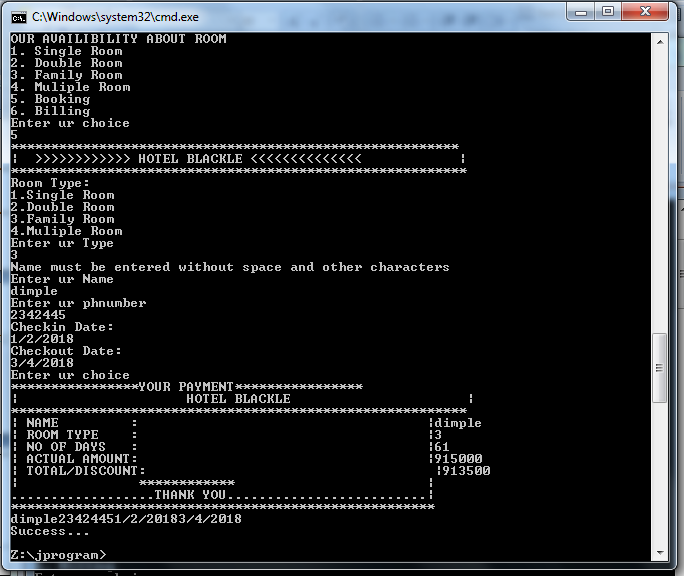 C:\Windows\system32\cmd.exe
OUR AVAILIBILITY ABOUT ROOM
1. Single Room
2. Double Room
3. Family Room
4. Muliple Room
5. Booking
6. Billing
Enter ur choice
5
********************************************************
¦  >>>>>>>>>>>> HOTEL BLACKLE <<<<<<<<<<<<<<            ¦
*********************************************************
Room Type:
1.Single Room
2.Double Room
3.Family Room
4.Muliple Room
Enter ur Type
3
Name must be entered without space and other characters
Enter ur Name
dimple
Enter ur phnumber
2342445
Checkin Date:
1/2/2018
Checkout Date:
3/4/2018
Enter ur choice
****************YOUR PAYMENT****************
¦                     HOTEL BLACKLE                      ¦
*********************************************************
¦ NAME         :                                    ¦dimple
¦ ROOM TYPE    :                                    ¦3
¦ NO OF DAYS   :                                    ¦61
¦ ACTUAL AMOUNT:                                    ¦915000
¦ TOTAL/DISCOUNT:                                    ¦913500
¦               ************                        ¦
..................THANK YOU.........................¦
*****************************************************
dimple23424451/2/20183/4/2018
Success...
Z:\jprogram>